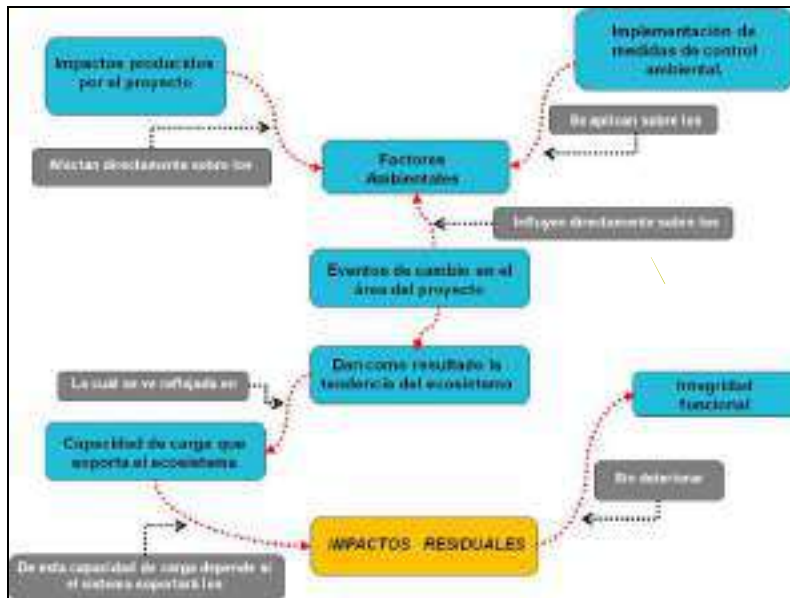 Impactos producidos
por el proyecto
Implementación de
medidas de control
ambiental.
Se aplican sobre los
Afectan directamente sobre los
Factores
Ambientales
Influyen directamente sobre los
Eventos de cambio en el
área del proyecto
Dan como resultado la
tendencia del ecosistema
La cual se ve reflejada en
Integridad
funcional
Capacidad de carga que
soporta el ecosistema
Sin deteriorar
IMPACTOS RESIDUALES
De esta capacidad de carga depende si
el sistema soportará los